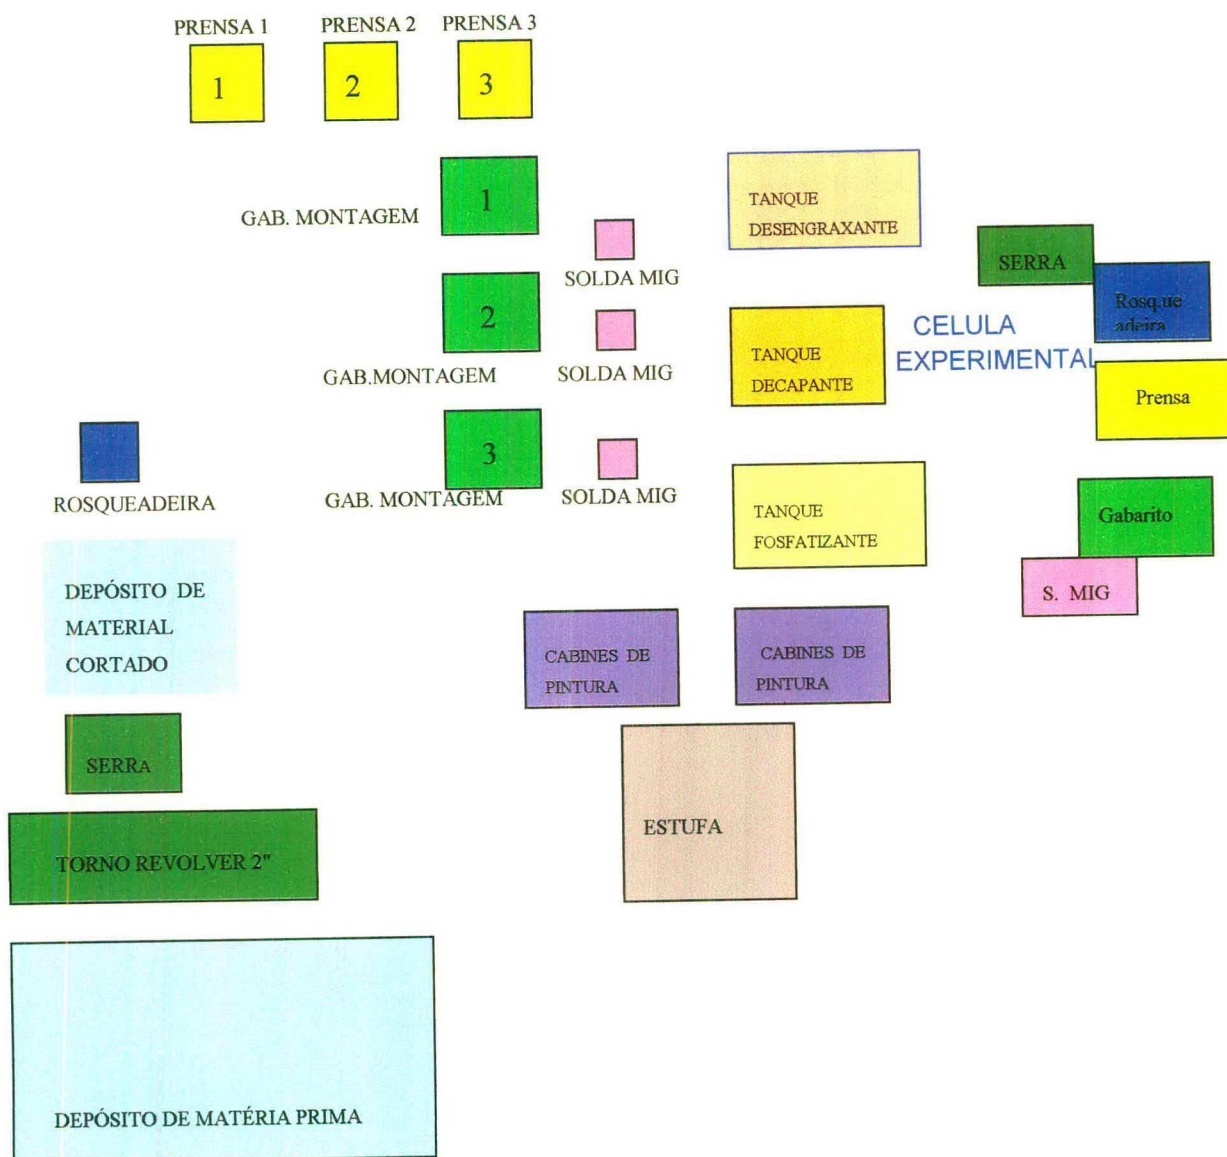 PRENSA 1
PRENSA 2
PRENSA 3
1
2
3
GAB. MONTAGEM
1
SOLDA MIG
GAB.MONTAGEM
2
SOLDA MIG
GAB. MONTAGEM
3
SOLDA MIG
ROSQUEADEIRA
DEPÓSITO DE
MATERIAL
CORTADO
SERRA
TORNO REVOLVER 2"
DEPÓSITO DE MATÉRIA PRIMA
TANQUE
DESENGRAXANTE
TANQUE
DECAPANTE
TANQUE
FOSFATIZANTE
CABINES DE
PINTURA
CABINES DE
PINTURA
ESTUFA
CELULA
EXPERIMENTAL
SERRA
Rosq.ue
adeira
Prensa
Gabarito
S. MIG